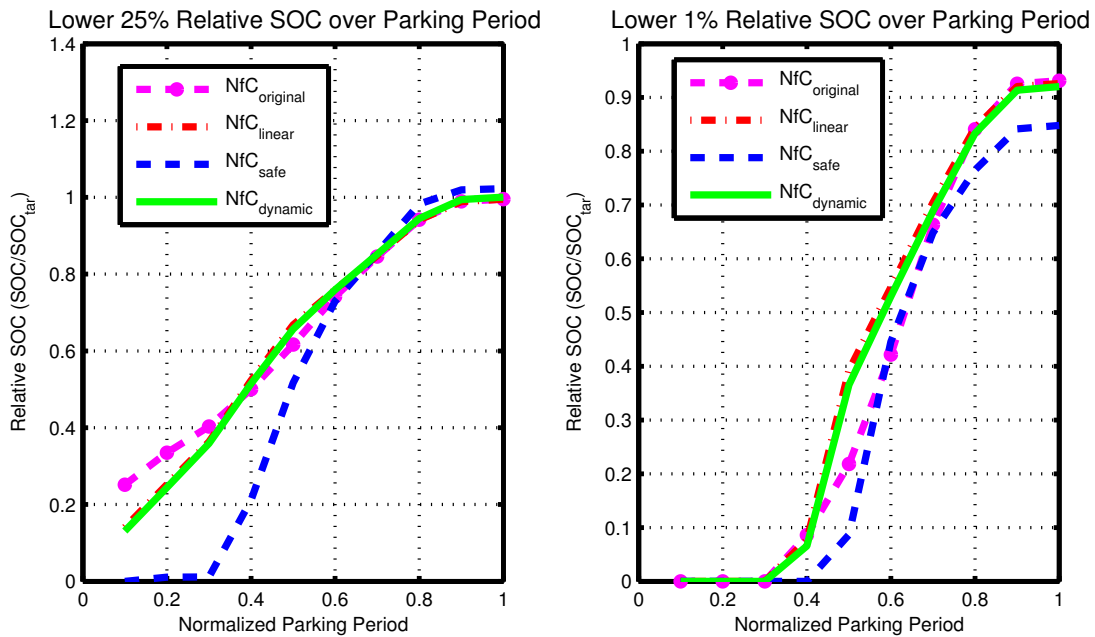 Lower 25% Relative SOC over Parking Period
1.4
1.2
1
0.8
0.6
0.4
0.2
0
0
0.2
0.4
0.6
0.8
1
Relative SOC (SOC/SOC_tar)
Normalized Parking Period
NfC_original
NfC_linear
NfC_safe
NfC_dynamic
Lower 1% Relative SOC over Parking Period
1
0.9
0.8
0.7
0.6
0.5
0.4
0.3
0.2
0.1
0
0
0.2
0.4
0.6
0.8
1
Relative SOC (SOC/SOC_tar)
Normalized Parking Period
NfC_original
NfC_linear
NfC_safe
NfC_dynamic